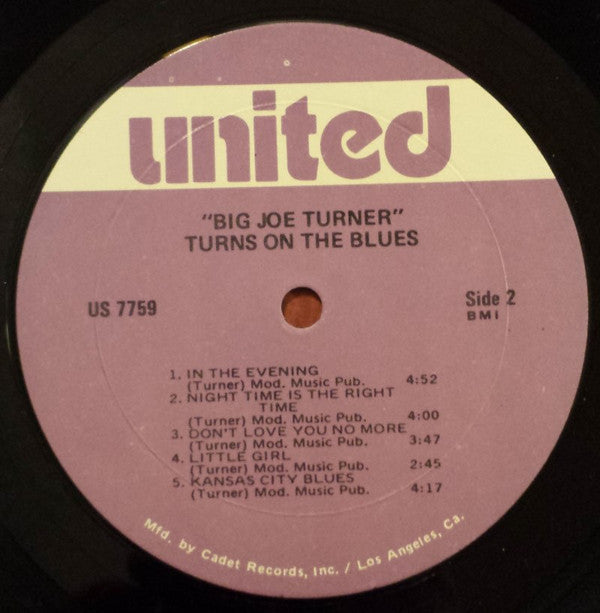 united
"BIG JOE TURNER"
TURNS ON THE BLUES
US 7759
Side 2
BMI
1. IN THE EVENING
(Turner) Mod. Music Pub. 4:52
2. NIGHT TIME IS THE RIGHT
TIME
(Turner) Mod. Music Pub. 4:00
3. DON'T LOVE YOU NO MORE
(Turner) Mod. Music Pub. 3:47
4. LITTLE GIRL
(Turner) Mod. Music Pub. 2:45
5. KANSAS CITY BLUES
(Turner) Mod. Music Pub. 4:17
Mfd. by Cadet Records, Inc. / Los Angeles, Ca.